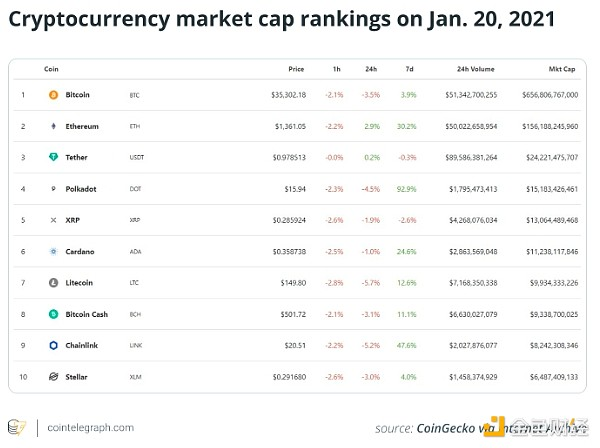 Cryptocurrency market cap rankings on Jan. 20, 2021
Coin Price 1h 24h 7d 24h Volume Mkt Cap
1 Bitcoin BTC $35,302.18 -2.1% -3.5% 3.9% $51,342,700,255 $656,806,767,000
2 Ethereum ETH $1,361.05 -2.2% 2.9% 30.2% $50,022,658,954 $156,188,245,960
3 Tether USDT $0.978513 -0.0% 0.2% -0.3% $89,586,381,264 $24,221,475,707
4 Polkadot DOT $15.94 -2.3% -4.5% 92.9% $1,795,473,413 $15,183,426,461
5 XRP XRP $0.285924 -2.6% -1.9% -2.6% $4,268,076,034 $13,064,489,468
6 Cardano ADA $0.358738 -2.5% -1.0% 24.6% $2,863,569,048 $11,238,117,846
7 Litecoin LTC $149.80 -2.8% -5.7% 12.6% $7,168,350,338 $9,934,333,226
8 Bitcoin Cash BCH $501.72 -2.1% -3.1% 11.1% $6,630,027,079 $9,338,700,025
9 Chainlink LINK $20.51 -2.2% -5.2% 47.6% $2,027,876,077 $8,242,308,346
10 Stellar XLM $0.291680 -2.6% -3.0% 4.0% $1,458,374,929 $6,487,409,133
cointelegraph.com source: CoinGecko via Internet Archive
金色财经